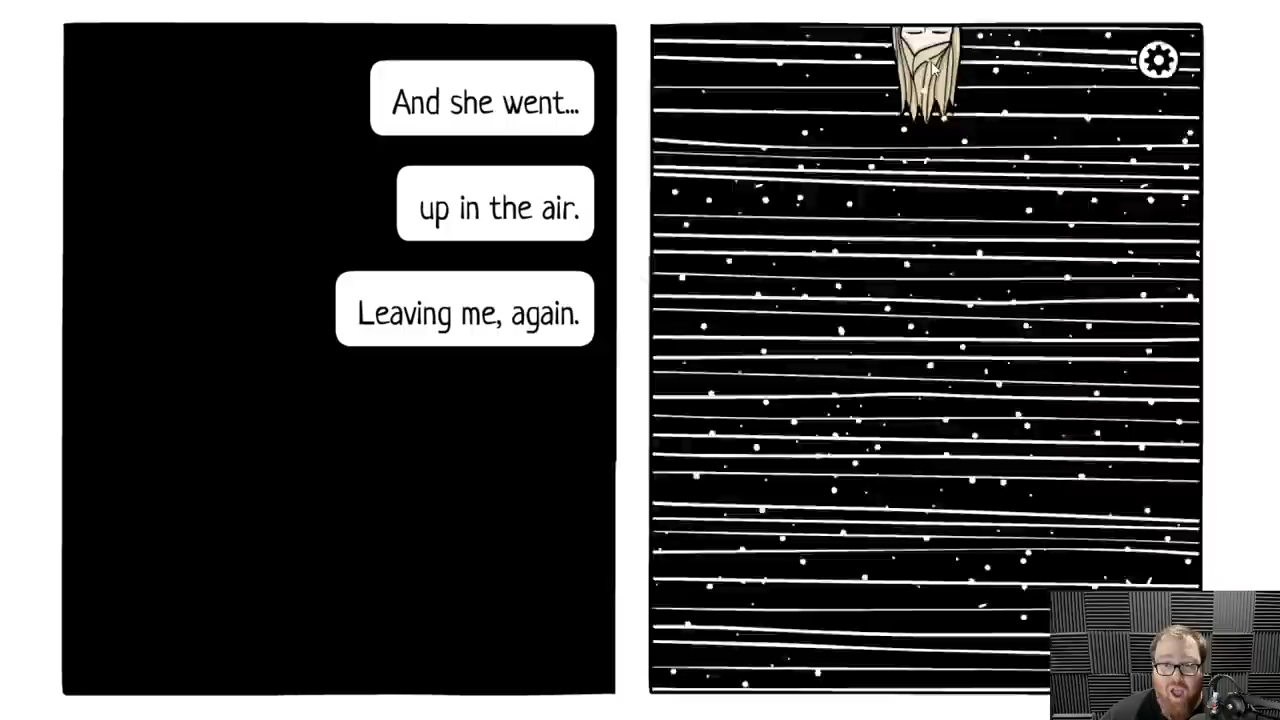 And she went...
up in the air.
Leaving me, again.